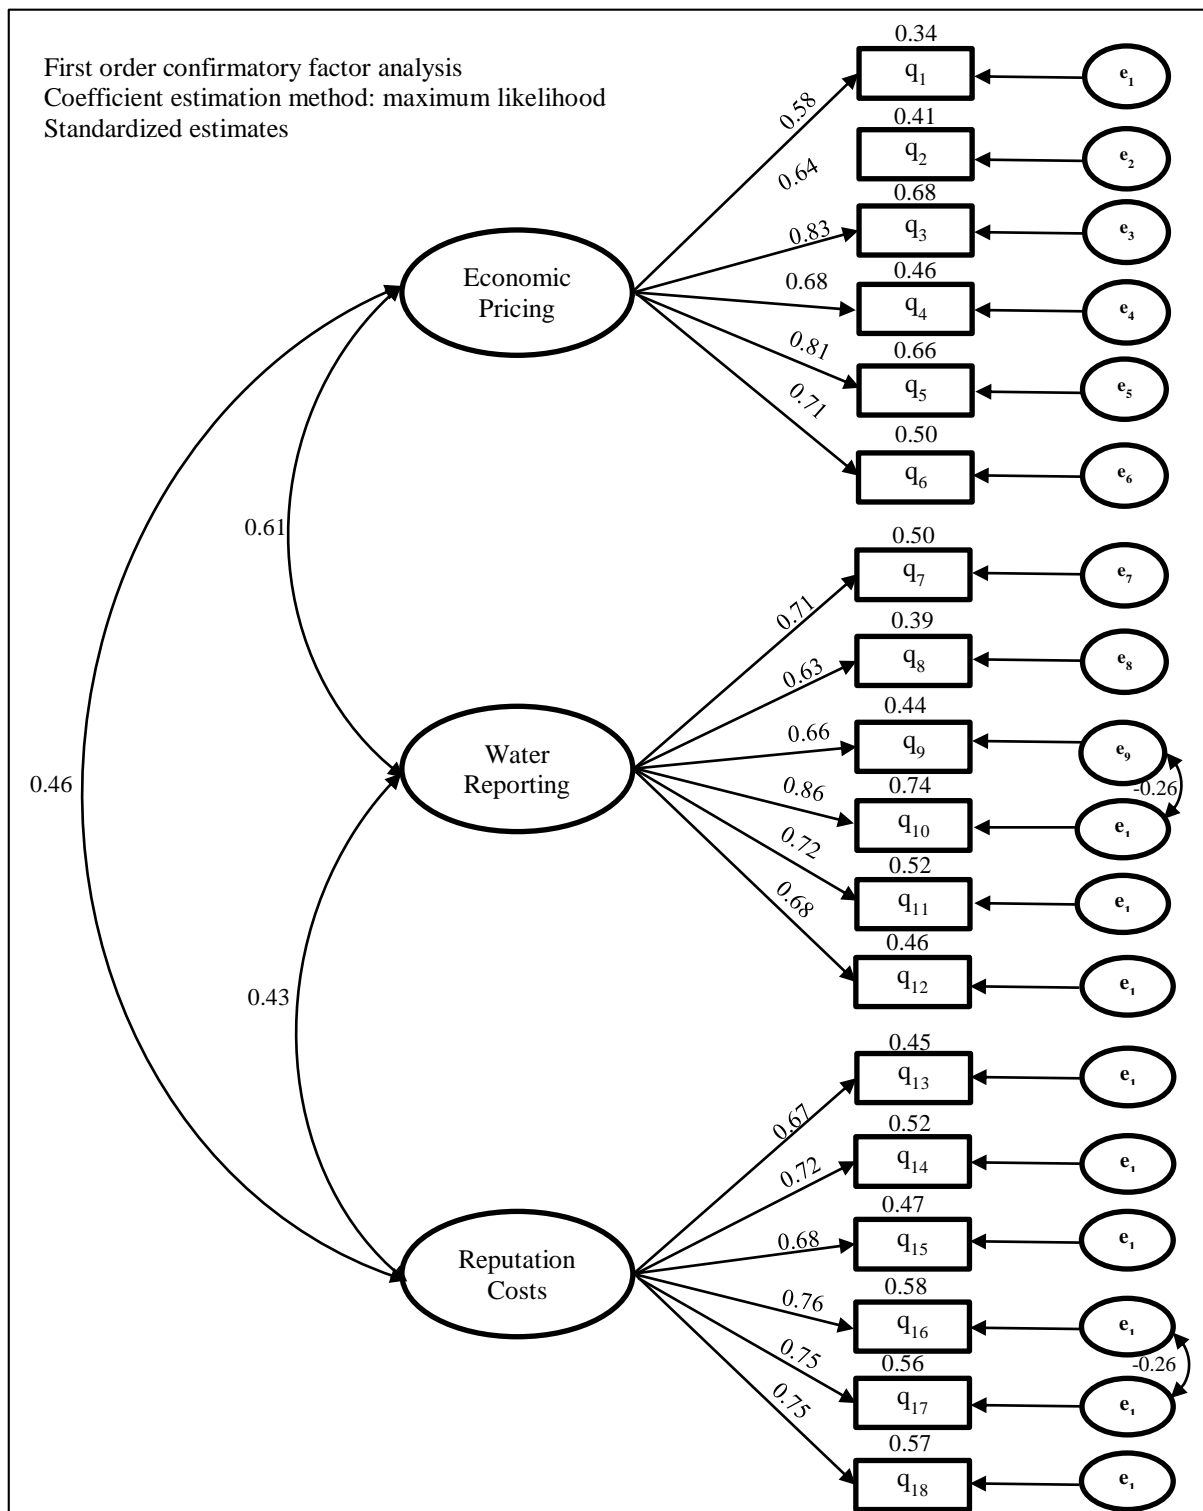 First order confirmatory factor analysis
Coefficient estimation method: maximum likelihood
Standardized estimates
0.34
q1
e1
0.58
0.41
q2
e2
0.64
0.68
q3
e3
0.83
0.46
q4
e4
0.68
0.66
q5
e5
0.81
0.50
q6
e6
0.71
Economic
Pricing
0.61
0.46
0.50
q7
e7
0.71
0.39
q8
e8
0.63
0.44
q9
e9
0.66
-0.26
0.74
q10
e1
0.86
0.52
q11
e1
0.72
0.46
q12
e1
0.68
Water
Reporting
0.43
0.45
q13
e1
0.67
0.52
q14
e1
0.72
0.47
q15
e1
0.68
0.58
q16
e1
0.76
-0.26
0.56
q17
e1
0.75
0.57
q18
e1
0.75
Reputation
Costs